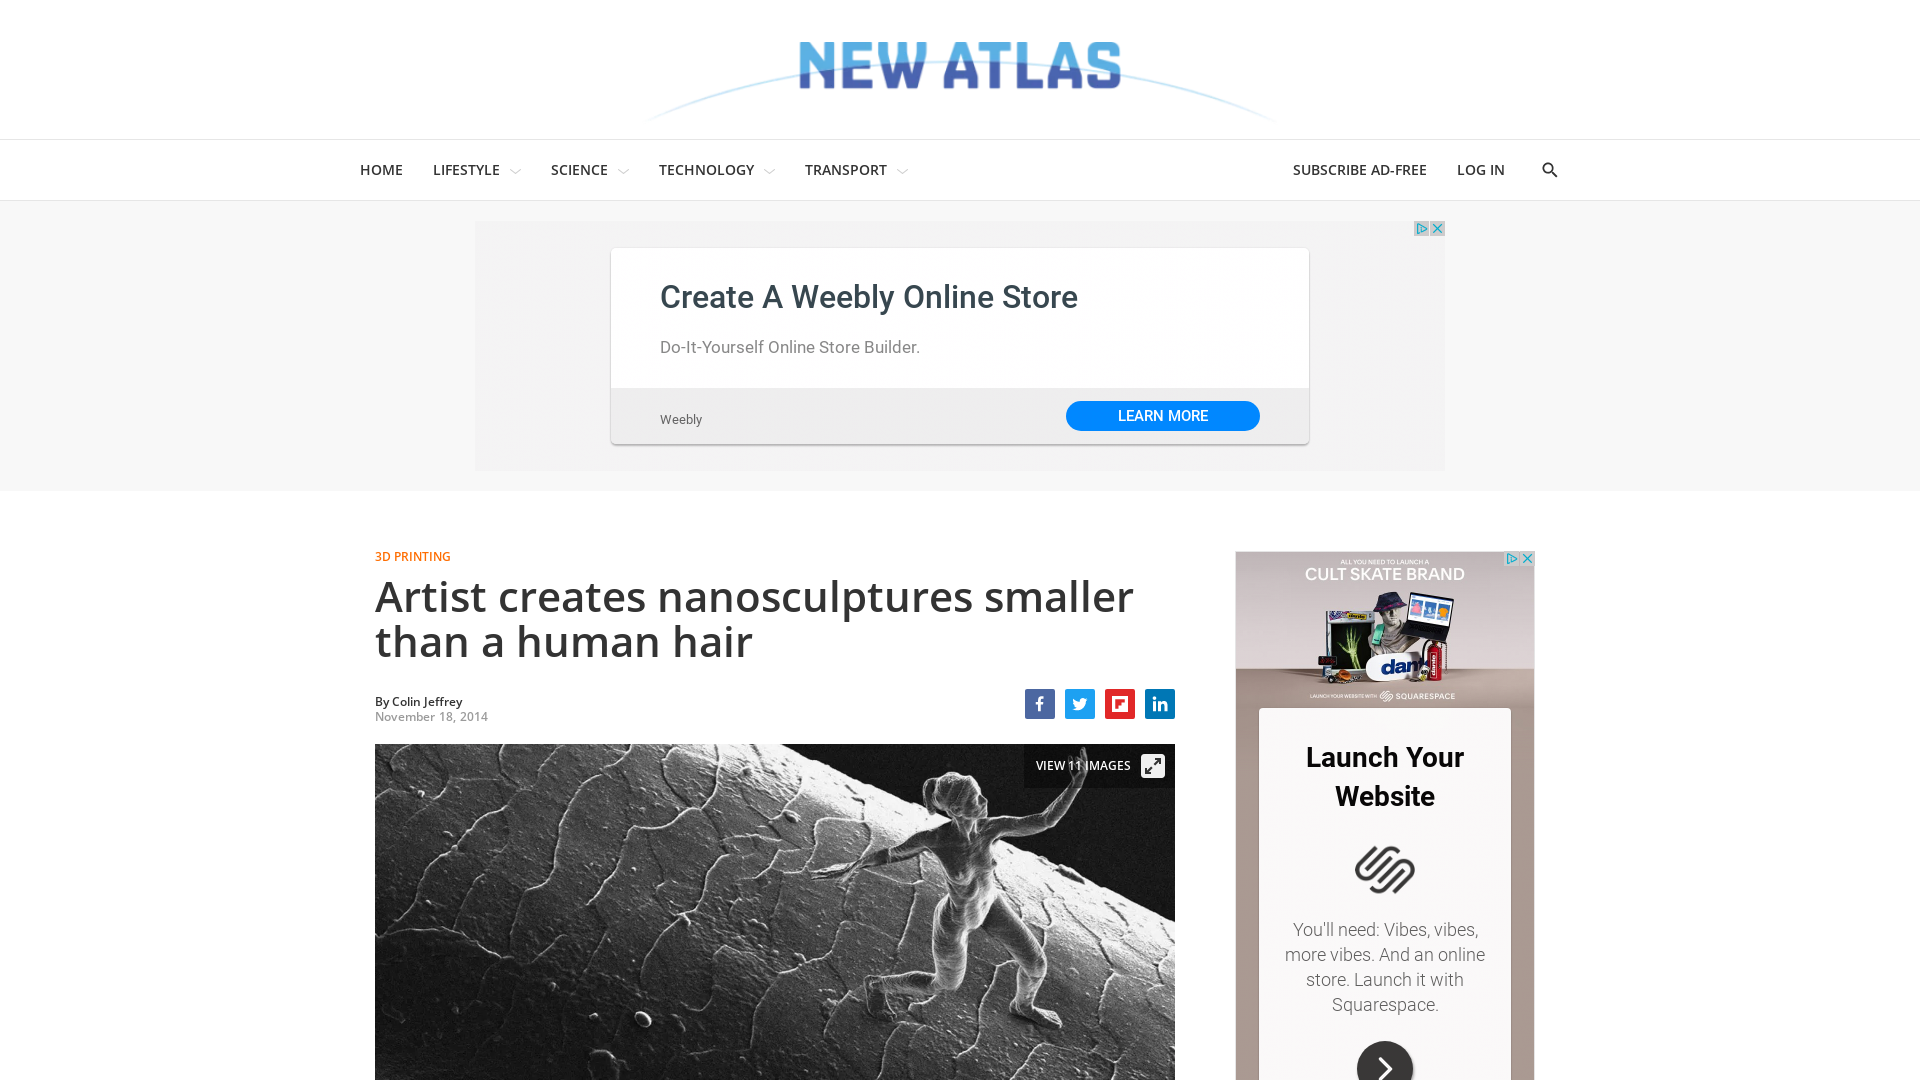 NEW ATLAS
HOME
LIFESTYLE
SCIENCE
TECHNOLOGY
TRANSPORT
SUBSCRIBE AD-FREE
LOG IN
Create A Weebly Online Store
Do-It-Yourself Online Store Builder.
Weebly
LEARN MORE
3D PRINTING
Artist creates nanosculptures smaller
than a human hair
By Colin Jeffrey
November 18, 2014
VIEW 11 IMAGES
ALL YOU NEED TO LAUNCH A
CULT SKATE BRAND
LAUNCH YOUR WEBSITE WITH SQUARESPACE
Launch Your
Website
You'll need: Vibes, vibes,
more vibes. And an online
store. Launch it with
Squarespace.